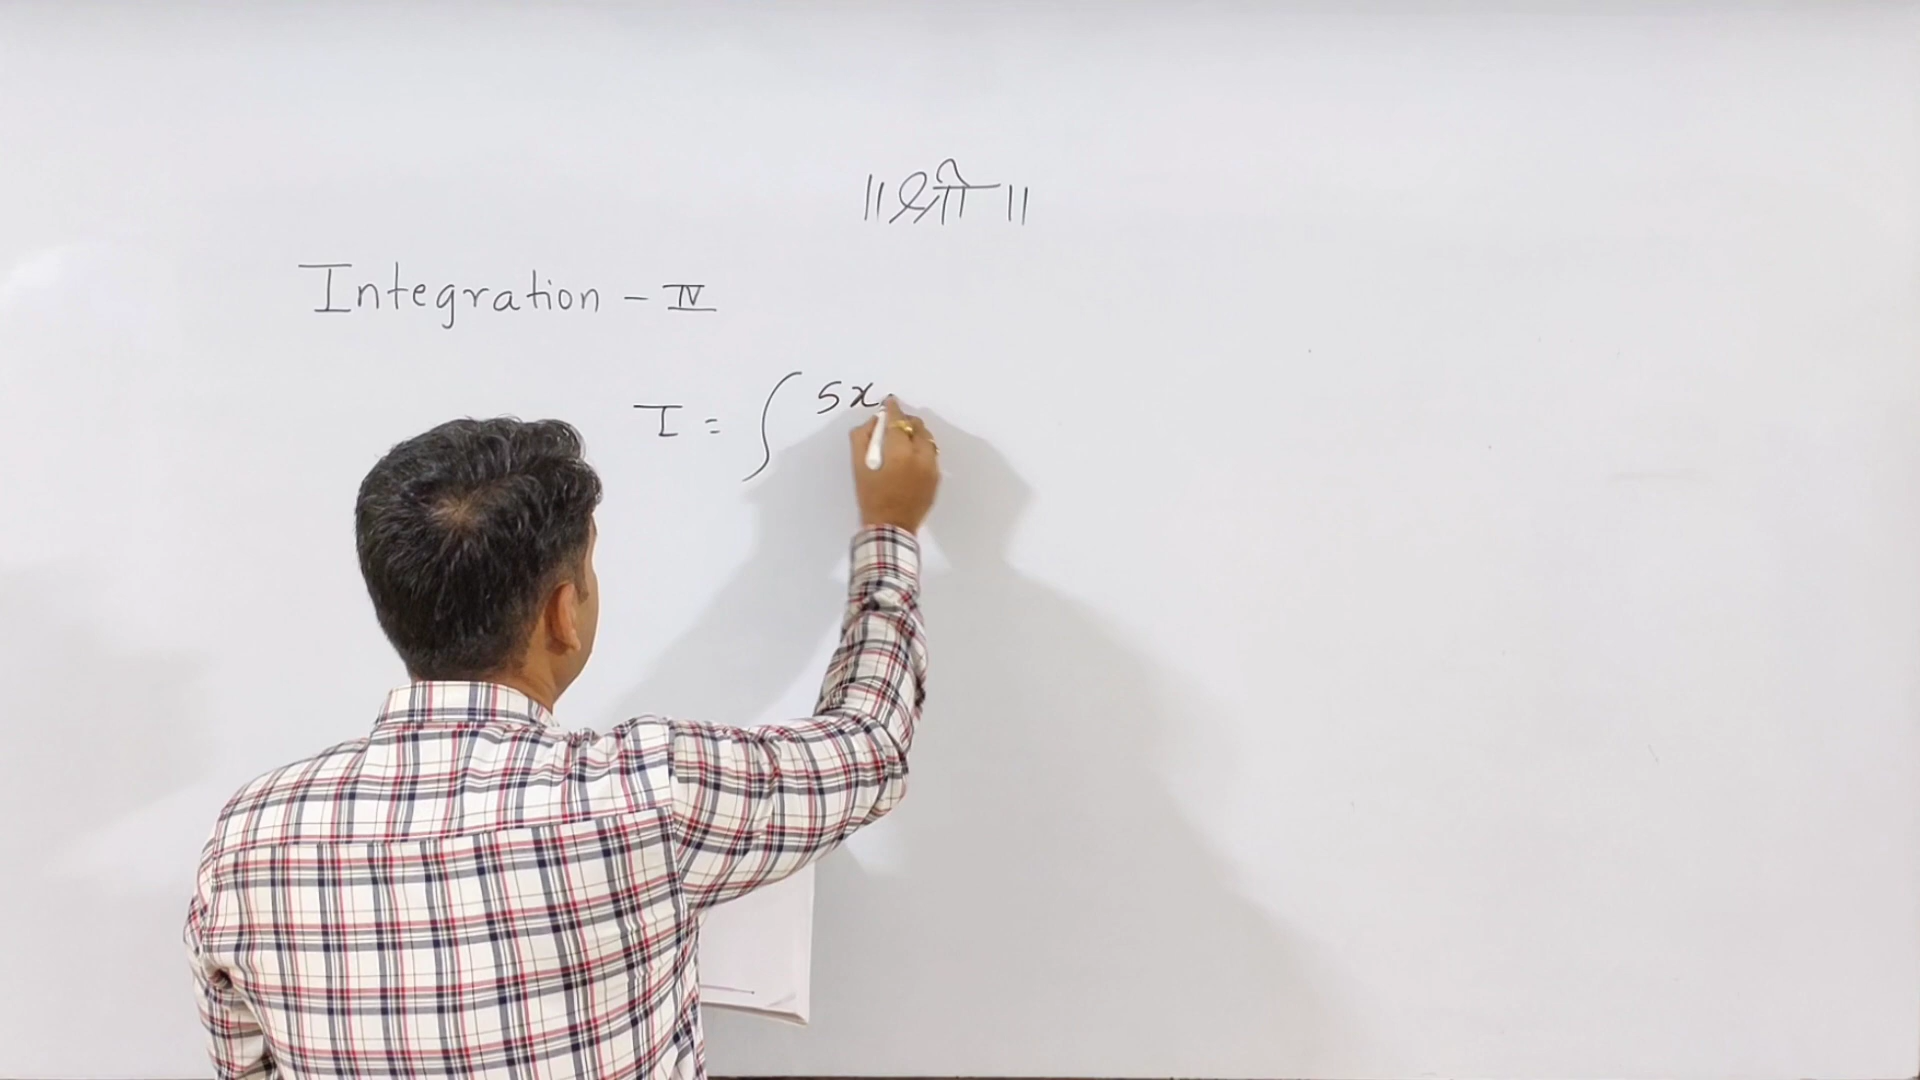 ॥ श्री ॥
Integration - IV
I = ∫ 5x